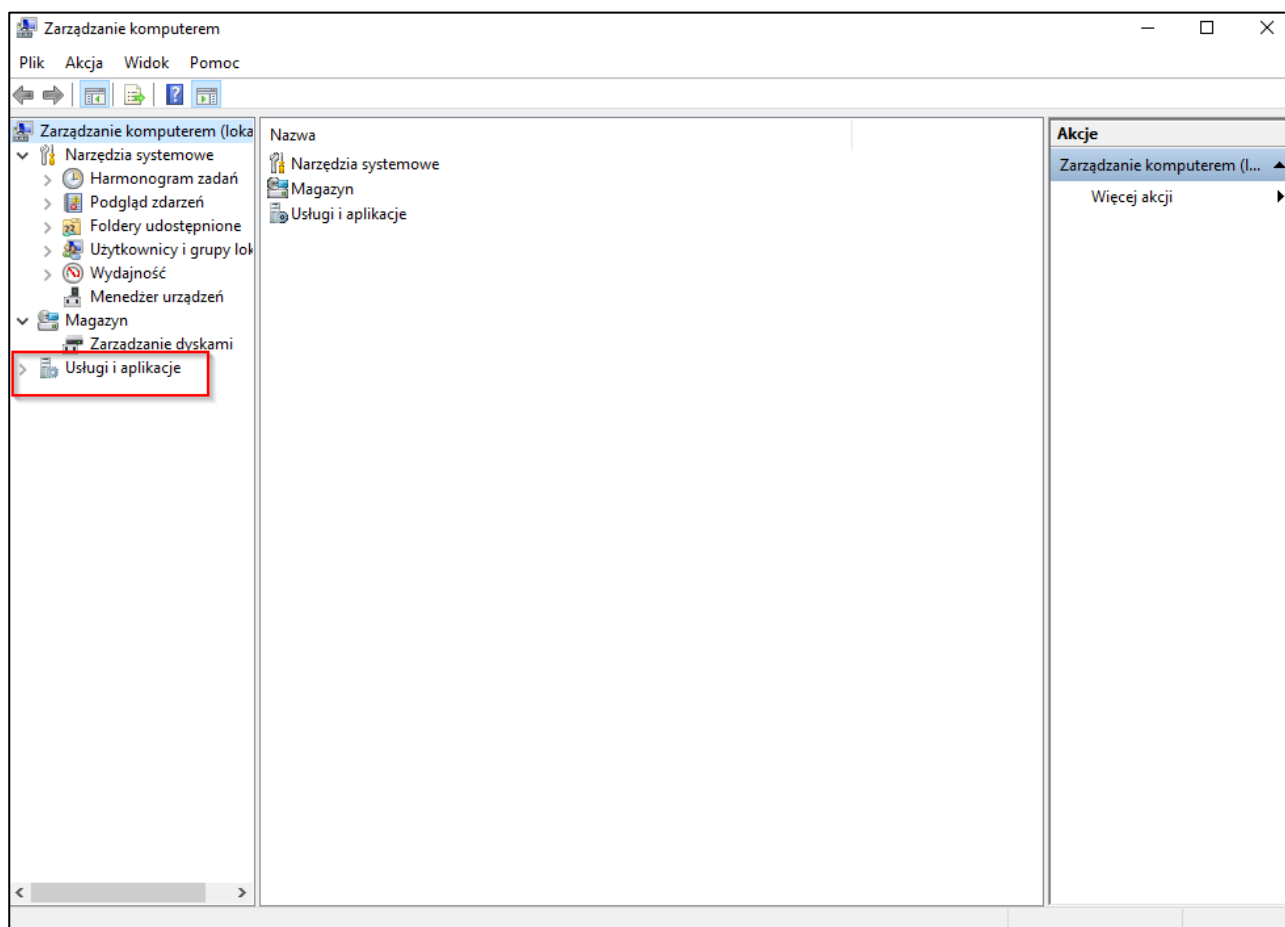 Zarządzanie komputerem
Plik Akcja Widok Pomoc
Zarządzanie komputerem (loka
Narzędzia systemowe
Harmonogram zadań
Podgląd zdarzeń
Foldery udostępnione
Użytkownicy i grupy lok
Wydajność
Menedżer urządzeń
Magazyn
Zarządzanie dyskami
Usługi i aplikacje
Nazwa
Narzędzia systemowe
Magazyn
Usługi i aplikacje
Akcje
Zarządzanie komputerem (l...
Więcej akcji